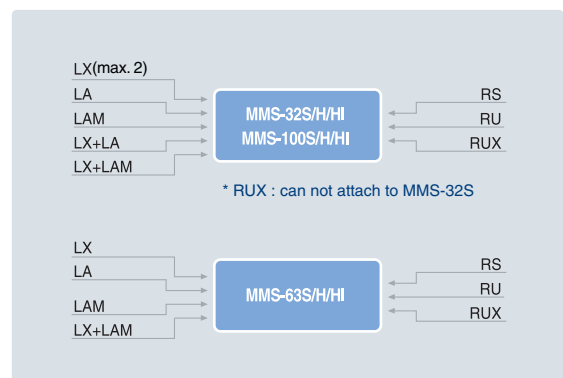 LX(max. 2)
LA
LAM
LX+LA
LX+LAM
MMS-32S/H/HI
MMS-100S/H/HI
RS
RU
RUX
* RUX : can not attach to MMS-32S
LX
LA
LAM
LX+LAM
MMS-63S/H/HI
RS
RU
RUX